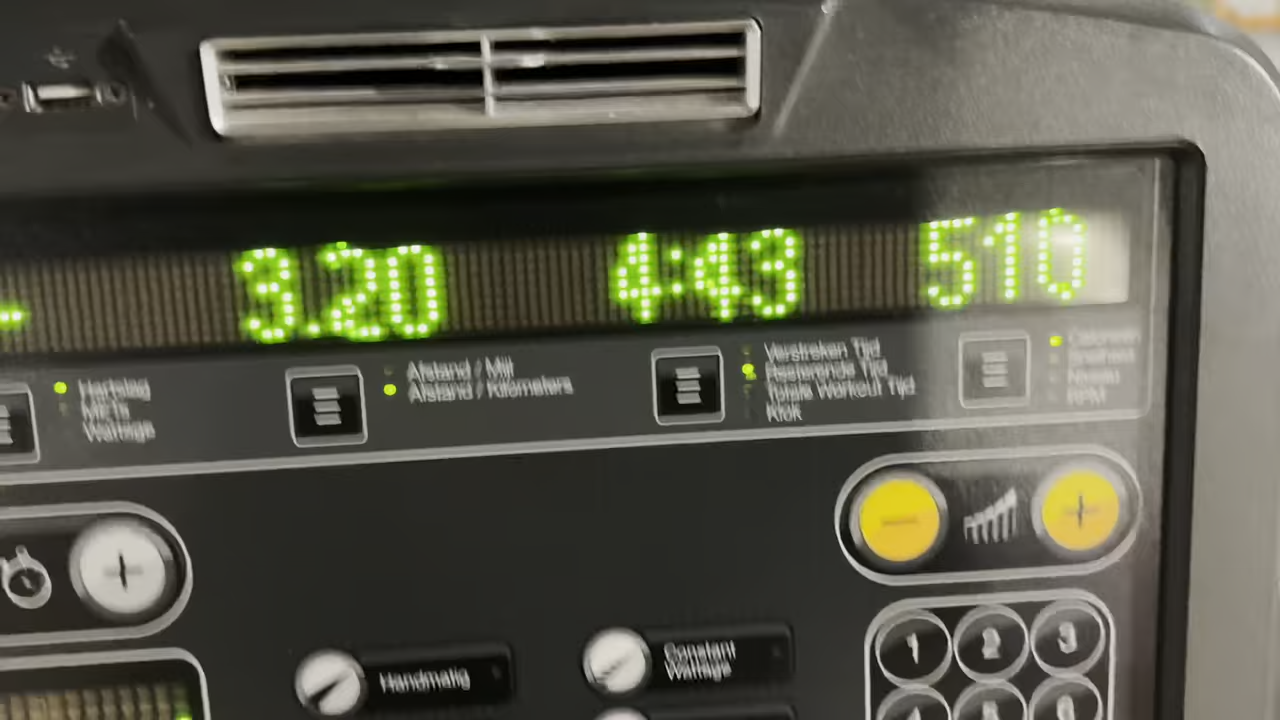 3.20 4:43 510
Hartslag
METs
Wattage
Afstand / Mijl
Afstand / Kilometers
Verstreken Tijd
Resterende Tijd
Totale Workout Tijd
Klok
Calorieën
Snelheid
Niveau
RPM
Handmatig
Constant
Wattage
1 2 3